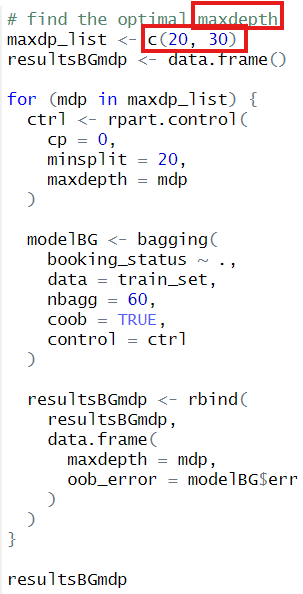 # find the optimal maxdepth
maxdp_list <- c(20, 30)
resultsBGmdp <- data.frame()
for (mdp in maxdp_list) {
ctrl <- rpart.control(
cp = 0,
minsplit = 20,
maxdepth = mdp
)
modelBG <- bagging(
booking_status ~ .,
data = train_set,
nbagg = 60,
coob = TRUE,
control = ctrl
)
resultsBGmdp <- rbind(
resultsBGmdp,
data.frame(
maxdepth = mdp,
oob_error = modelBG$err
)
)
}
resultsBGmdp